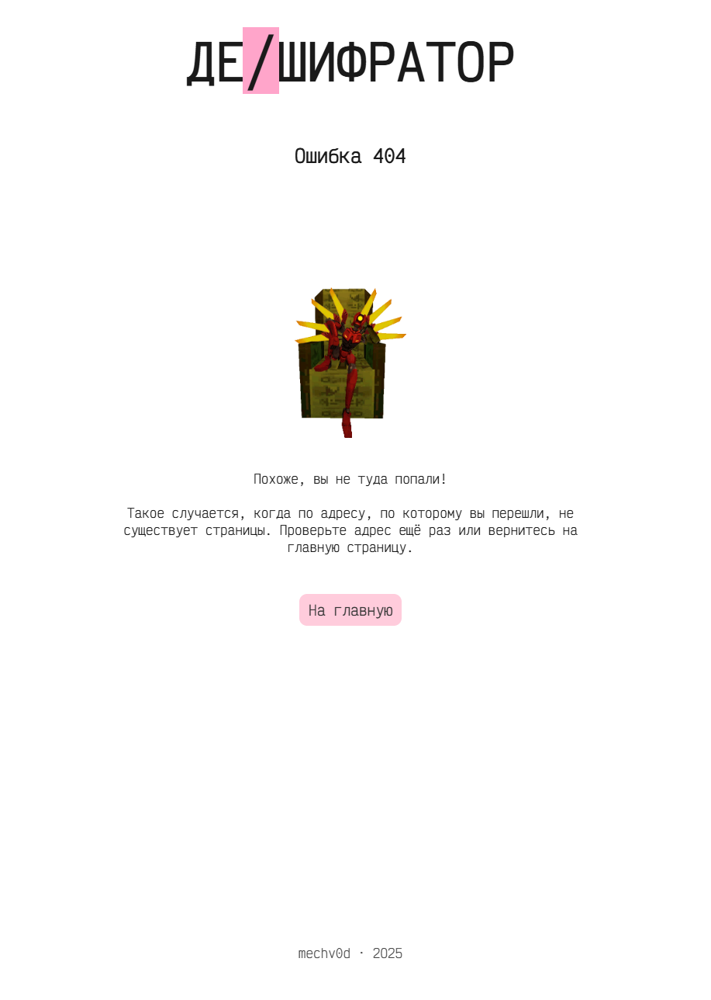 ДЕ/ШИФРАТОР
Ошибка 404
Похоже, вы не туда попали!
Такое случается, когда по адресу, по которому вы перешли, не
существует страницы. Проверьте адрес ещё раз или вернитесь на
главную страницу.
На главную
mechv0d · 2025